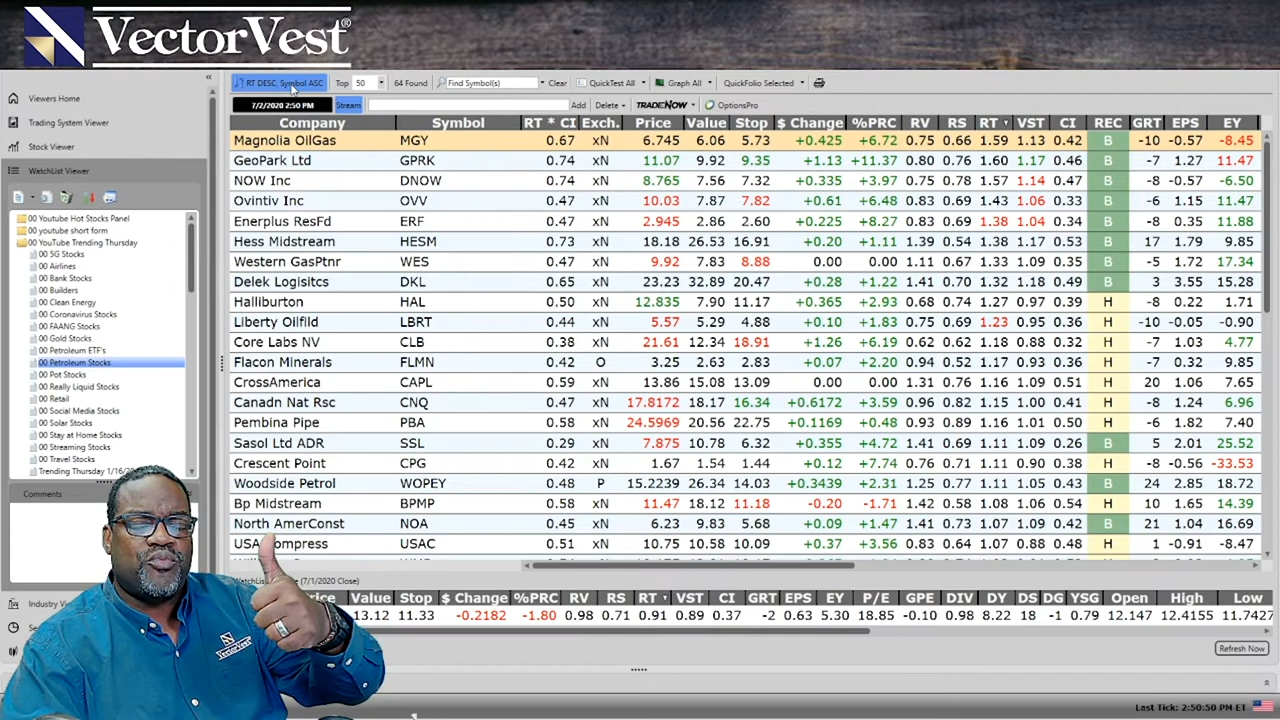 VectorVest®
« RT DESC, Symbol ASC Top 50 64 Found Find Symbol(s) Clear QuickTest All Graph All QuickFolio Selected
7/2/2020 2:50 PM Stream Add Delete TRADENOW OptionsPro
Viewers Home
Trading System Viewer
Stock Viewer
WatchList Viewer
00 Youtube Hot Stocks Panel
00 youtube short form
00 YouTube Trending Thursday
00 5G Stocks
00 Airlines
00 Bank Stocks
00 Builders
00 Clean Energy
00 Coronavirus Stocks
00 FAANG Stocks
00 Gold Stocks
00 Petroleum ETF's
00 Petroleum Stocks
00 Pot Stocks
00 Really Liquid Stocks
00 Retail
00 Social Media Stocks
00 Solar Stocks
00 Stay at Home Stocks
00 Streaming Stocks
00 Travel Stocks
Trending Thursday 1/16/20
Comments
Industry Vi
Company Symbol RT * CI Exch. Price Value Stop $ Change %PRC RV RS RT VST CI REC GRT EPS EY
Magnolia OilGas MGY 0.67 xN 6.745 6.06 5.73 +0.425 +6.72 0.75 0.66 1.59 1.13 0.42 B -10 -0.57 -8.45
GeoPark Ltd GPRK 0.74 xN 11.07 9.92 9.35 +1.13 +11.37 0.80 0.76 1.60 1.17 0.46 B -7 1.27 11.47
NOW Inc DNOW 0.74 xN 8.765 7.56 7.32 +0.335 +3.97 0.75 0.78 1.57 1.14 0.47 B -8 -0.57 -6.50
Ovintiv Inc OVV 0.47 xN 10.03 7.87 7.82 +0.61 +6.48 0.83 0.69 1.43 1.06 0.33 B -6 1.15 11.47
Enerplus ResFd ERF 0.47 xN 2.945 2.86 2.60 +0.225 +8.27 0.83 0.69 1.38 1.04 0.34 B -8 0.35 11.88
Hess Midstream HESM 0.73 xN 18.18 26.53 16.91 +0.20 +1.11 1.39 0.54 1.38 1.17 0.53 B 17 1.79 9.85
Western GasPtnr WES 0.47 xN 9.92 7.83 8.88 0.00 0.00 1.11 0.67 1.33 1.09 0.35 B -5 1.72 17.34
Delek Logisitcs DKL 0.65 xN 23.23 32.89 20.47 +0.28 +1.22 1.41 0.70 1.32 1.18 0.49 B 3 3.55 15.28
Halliburton HAL 0.50 xN 12.835 7.90 11.17 +0.365 +2.93 0.68 0.74 1.27 0.97 0.39 H -8 0.22 1.71
Liberty Oilfild LBRT 0.44 xN 5.57 5.29 4.88 +0.10 +1.83 0.75 0.69 1.23 0.95 0.36 H -10 -0.05 -0.90
Core Labs NV CLB 0.38 xN 21.61 12.34 18.91 +1.26 +6.19 0.62 0.62 1.18 0.88 0.32 H -7 1.03 4.77
Flacon Minerals FLMN 0.42 O 3.25 2.63 2.83 +0.07 +2.20 0.94 0.52 1.17 0.93 0.36 H -7 0.32 9.85
CrossAmerica CAPL 0.59 xN 13.86 15.08 13.09 0.00 0.00 1.31 0.76 1.16 1.09 0.51 H 20 1.06 7.65
Canadn Nat Rsc CNQ 0.47 xN 17.8172 18.17 16.34 +0.6172 +3.59 0.96 0.82 1.15 1.00 0.41 H -8 1.24 6.96
Pembina Pipe PBA 0.58 xN 24.5969 20.56 22.75 +0.1169 +0.48 0.93 0.89 1.16 1.01 0.50 H -6 1.82 7.40
Sasol Ltd ADR SSL 0.29 xN 7.875 10.78 6.32 +0.355 +4.72 1.41 0.69 1.11 1.09 0.26 B 5 2.01 25.52
Crescent Point CPG 0.42 xN 1.67 1.54 1.44 +0.12 +7.74 0.76 0.71 1.11 0.90 0.38 H -8 -0.56 -33.53
Woodside Petrol WOPEY 0.48 P 15.2239 26.34 14.03 +0.3439 +2.31 1.25 0.77 1.11 1.05 0.43 B 24 2.85 18.72
Bp Midstream BPMP 0.58 xN 11.47 18.12 11.18 -0.20 -1.71 1.42 0.58 1.08 1.06 0.54 H 10 1.65 14.39
North AmerConst NOA 0.45 xN 6.23 9.83 5.68 +0.09 +1.47 1.41 0.73 1.07 1.09 0.42 B 21 1.04 16.69
USA ompress USAC 0.51 xN 10.75 10.58 10.09 +0.37 +3.56 0.83 0.64 1.07 0.88 0.48 H 1 -0.91 -8.47
(7/1/2020 Close)
Price Value Stop $ Change %PRC RV RS RT VST CI GRT EPS EY P/E GPE DIV DY DS DG YSG Open High Low
13.12 11.33 -0.2182 -1.80 0.98 0.71 0.91 0.89 0.37 -2 0.63 5.30 18.85 -0.10 0.98 8.22 18 -1 0.79 12.147 12.4155 11.7427
Refresh Now
VectorVest
Last Tick: 2:50:50 PM ET